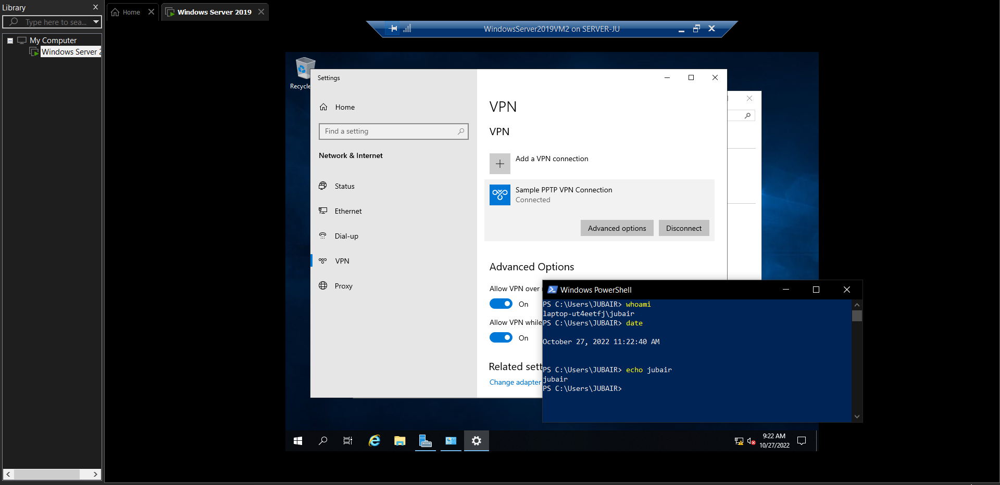 Library
Type here to sea...
My Computer
Windows Server 2
Home
Windows Server 2019
WindowsServer2019VM2 on SERVER-JU
Recycle
Settings
Home
Find a setting
Network & Internet
Status
Ethernet
Dial-up
VPN
Proxy
VPN
VPN
Add a VPN connection
Sample PPTP VPN Connection
Connected
Advanced options
Disconnect
Advanced Options
Allow VPN over
On
Allow VPN while
On
Related sett
Change adapter
Windows PowerShell
PS C:\Users\JUBAIR> whoami
laptop-ut4eetfj\jubair
PS C:\Users\JUBAIR> date
October 27, 2022 11:22:40 AM
PS C:\Users\JUBAIR> echo jubair
jubair
PS C:\Users\JUBAIR>
9:22 AM
10/27/2022